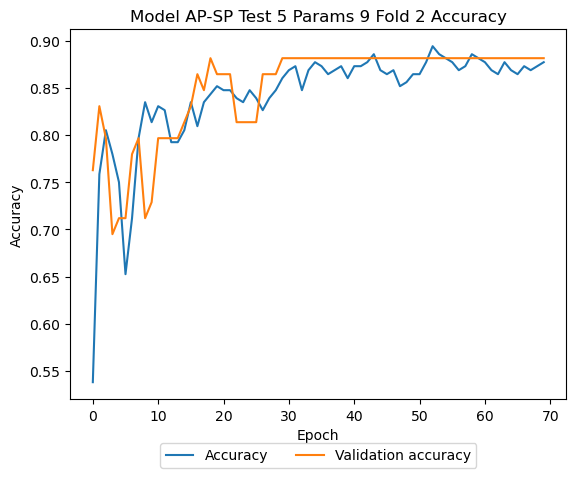 Model AP-SP Test 5 Params 9 Fold 2 Accuracy
Accuracy
0.90
0.85
0.80
0.75
0.70
0.65
0.60
0.55
0 10 20 30 40 50 60 70
Epoch
Accuracy Validation accuracy